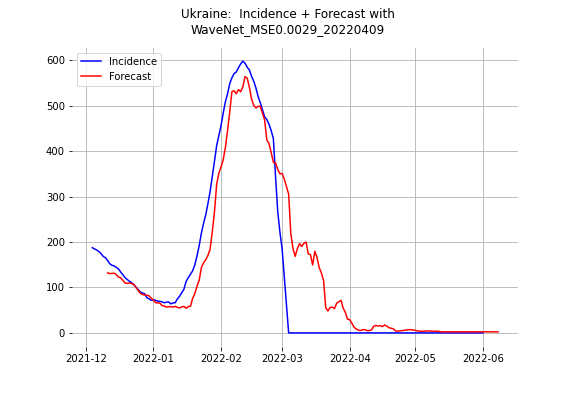 Ukraine:  Incidence + Forecast with
WaveNet_MSE0.0029_20220409
Incidence
Forecast
600
500
400
300
200
100
0
2021-12 2022-01 2022-02 2022-03 2022-04 2022-05 2022-06